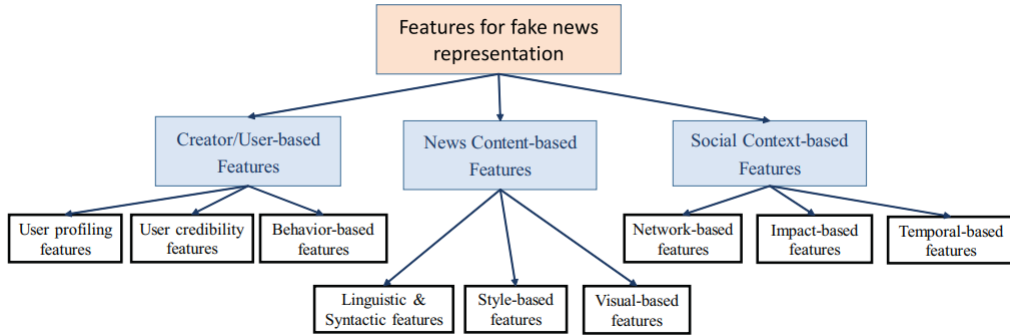 Features for fake news
representation
Creator/User-based
Features
News Content-based
Features
Social Context-based
Features
User profiling
features
User credibility
features
Behavior-based
features
Network-based
features
Impact-based
features
Temporal-based
features
Linguistic &
Syntactic features
Style-based
features
Visual-based
features